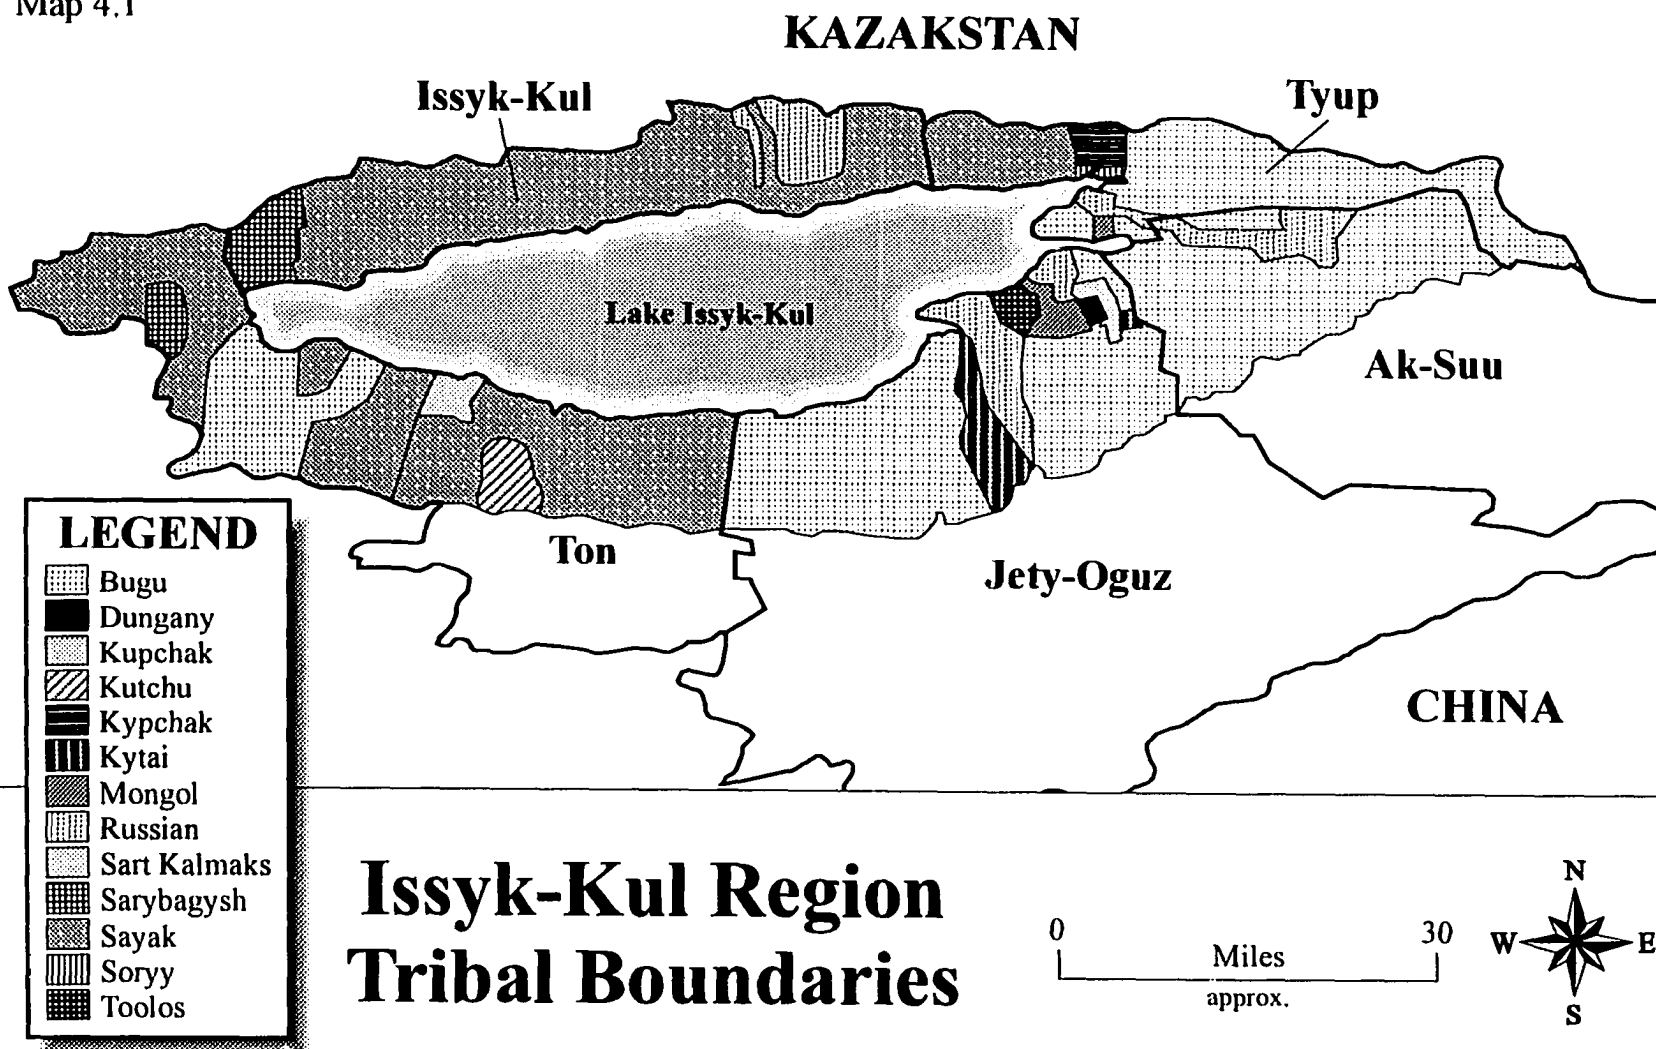 Map 4.1
KAZAKSTAN
Issyk-Kul
Tyup
Lake Issyk-Kul
Ak-Suu
Ton
Jety-Oguz
CHINA
LEGEND
Bugu
Dungany
Kupchak
Kutchu
Kypchak
Kytai
Mongol
Russian
Sart Kalmaks
Sarybagysh
Sayak
Soryy
Toolos
Issyk-Kul Region
Tribal Boundaries
0 30
Miles
approx.
N
W E
S